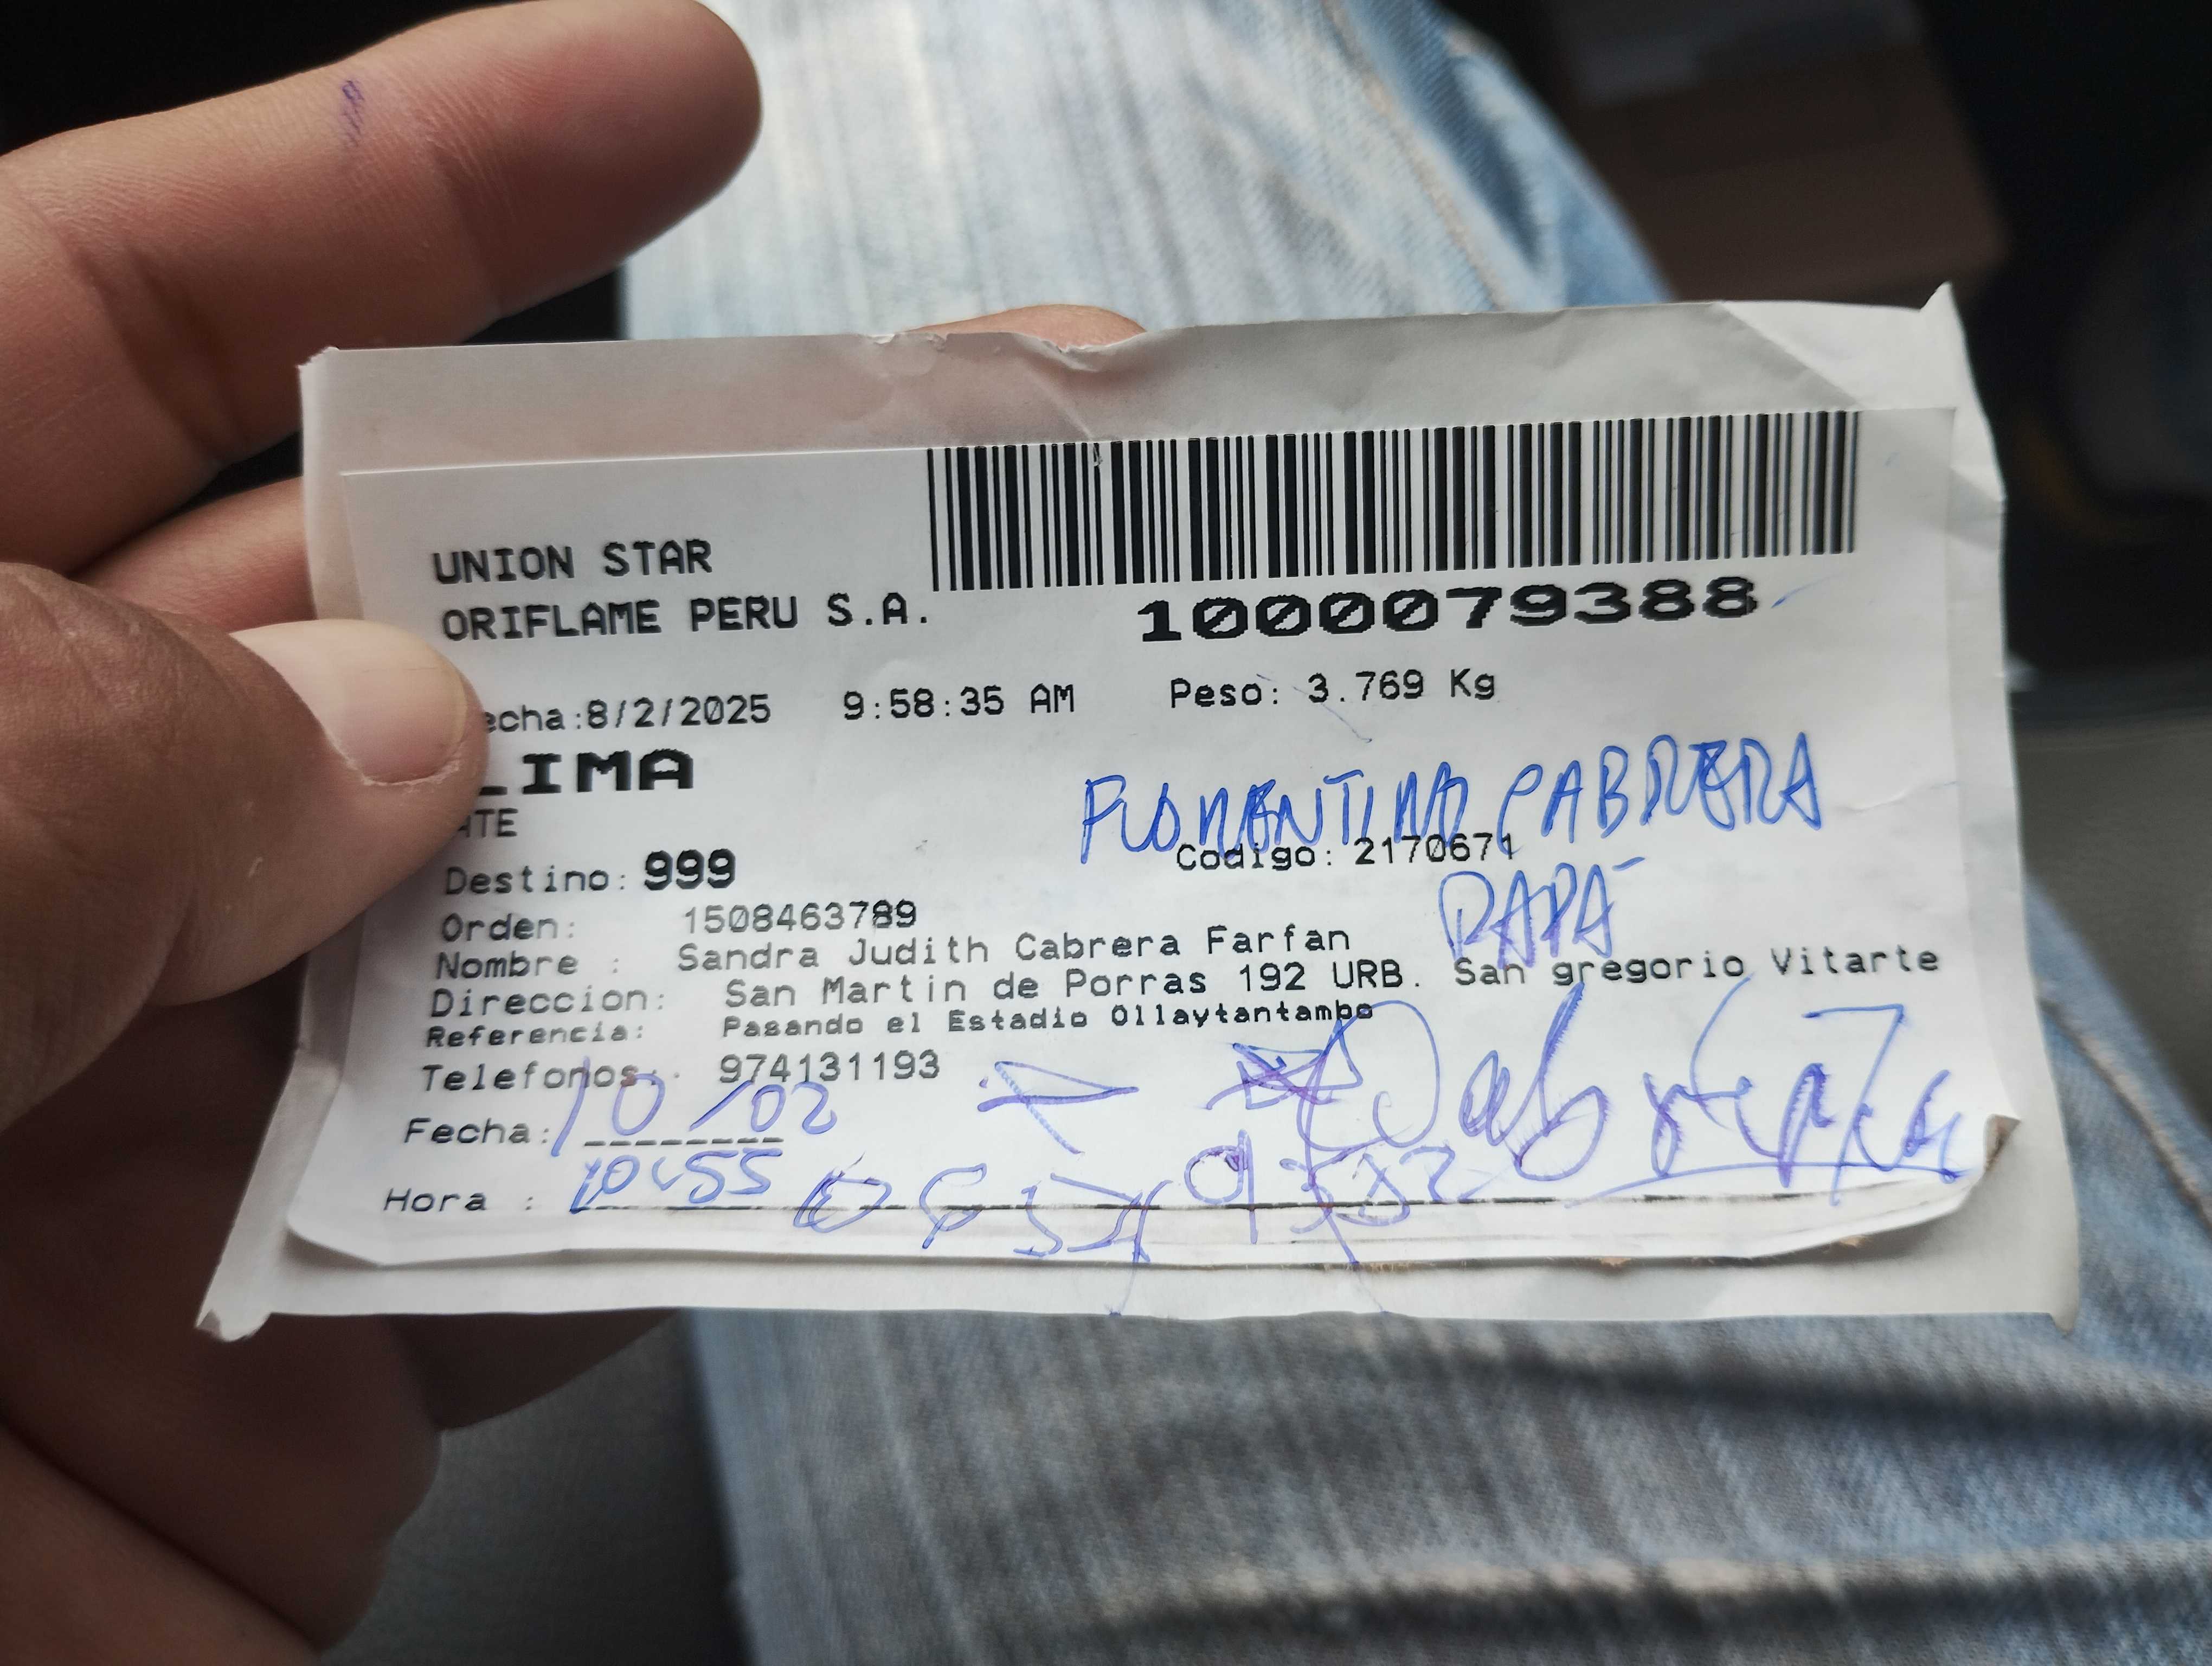 UNION STAR
ORIFLAME PERU S.A.
1000079388
echa:8/2/2025 9:58:35 AM Peso: 3.769 Kg
LIMA
ATE
FLORENTINO CABRERA
Codigo: 2170671
Destino: 999
PAPÁ
Orden: 1508463789
Nombre : Sandra Judith Cabrera Farfan
Direccion: San Martin de Porras 192 URB. San gregorio Vitarte
Referencia: Pasando el Estadio Ollaytantambo
Telefonos: 974131193
Fecha: 10/02
Hora : 10:55